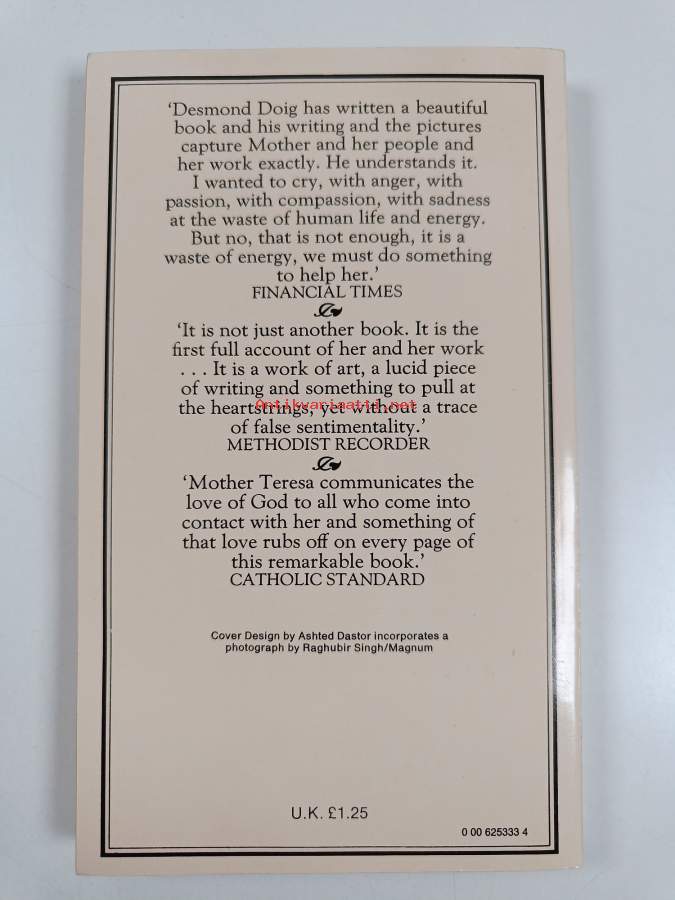 ‘Desmond Doig has written a beautiful
book and his writing and the pictures
capture Mother and her people and
her work exactly. He understands it.
I wanted to cry, with anger, with
passion, with compassion, with sadness
at the waste of human life and energy.
But no, that is not enough, it is a
waste of energy, we must do something
to help her.’
FINANCIAL TIMES
‘It is not just another book. It is the
first full account of her and her work
. . . It is a work of art, a lucid piece
of writing and something to pull at
the heartstrings, yet without a trace
Antikvariaatti.net
of false sentimentality.’
METHODIST RECORDER
‘Mother Teresa communicates the
love of God to all who come into
contact with her and something of
that love rubs off on every page of
this remarkable book.’
CATHOLIC STANDARD
Cover Design by Ashted Dastor incorporates a
photograph by Raghubir Singh/Magnum
U.K. £1.25
0 00 625333 4